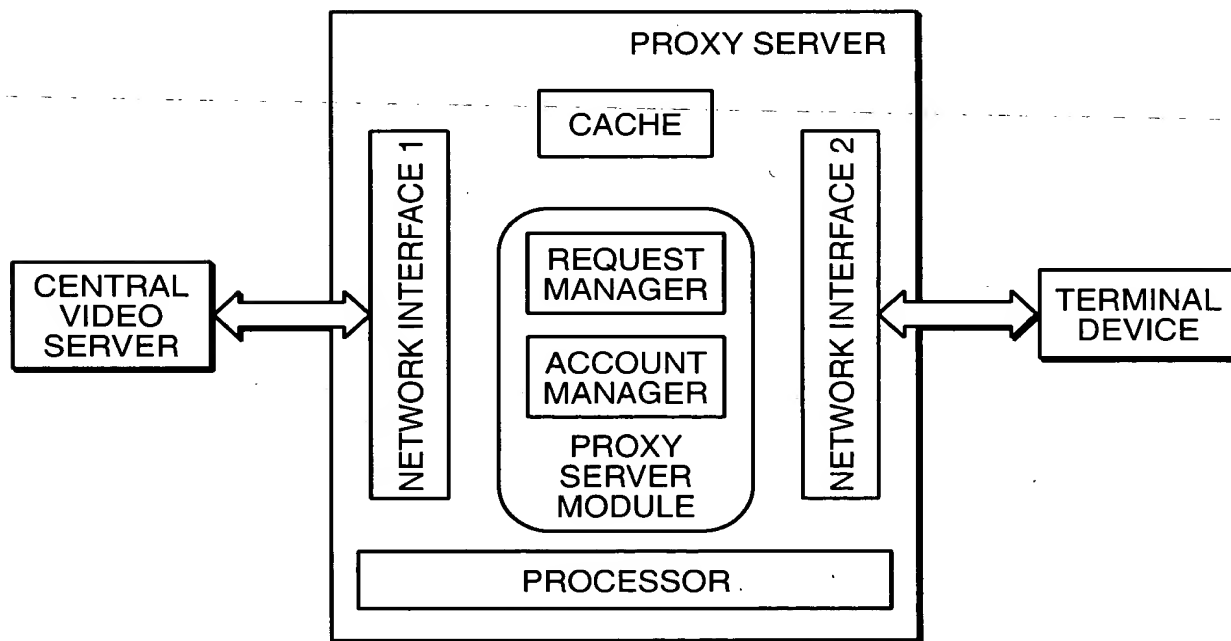 PROXY SERVER
CACHE
NETWORK INTERFACE 1
NETWORK INTERFACE 2
REQUEST
MANAGER
ACCOUNT
MANAGER
PROXY
SERVER
MODULE
CENTRAL
VIDEO
SERVER
TERMINAL
DEVICE
PROCESSOR